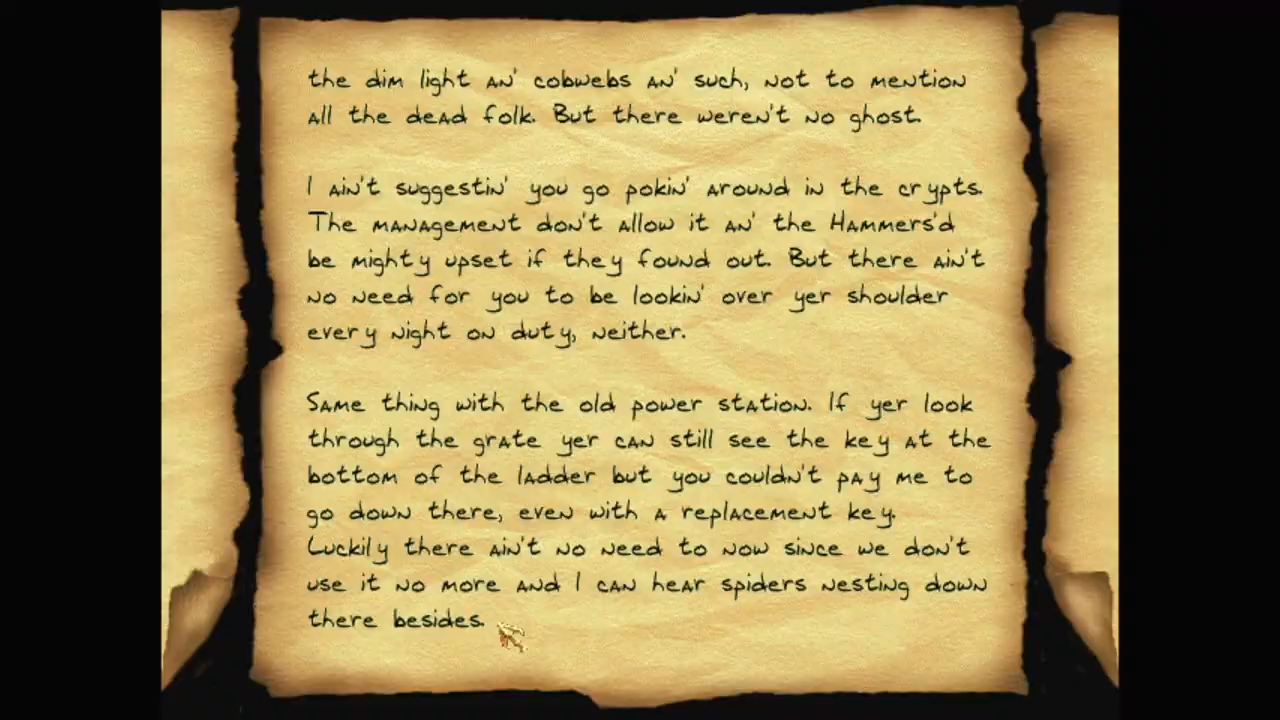 the dim light an' cobwebs an' such, not to mention
all the dead folk. But there weren't no ghost.
I ain't suggestin' you go pokin' around in the crypts.
The management don't allow it an' the Hammers'd
be mighty upset if they found out. But there ain't
no need for you to be lookin' over yer shoulder
every night on duty, neither.
Same thing with the old power station. If yer look
through the grate yer can still see the key at the
bottom of the ladder but you couldn't pay me to
go down there, even with a replacement key.
Luckily there ain't no need to now since we don't
use it no more and I can hear spiders nesting down
there besides.